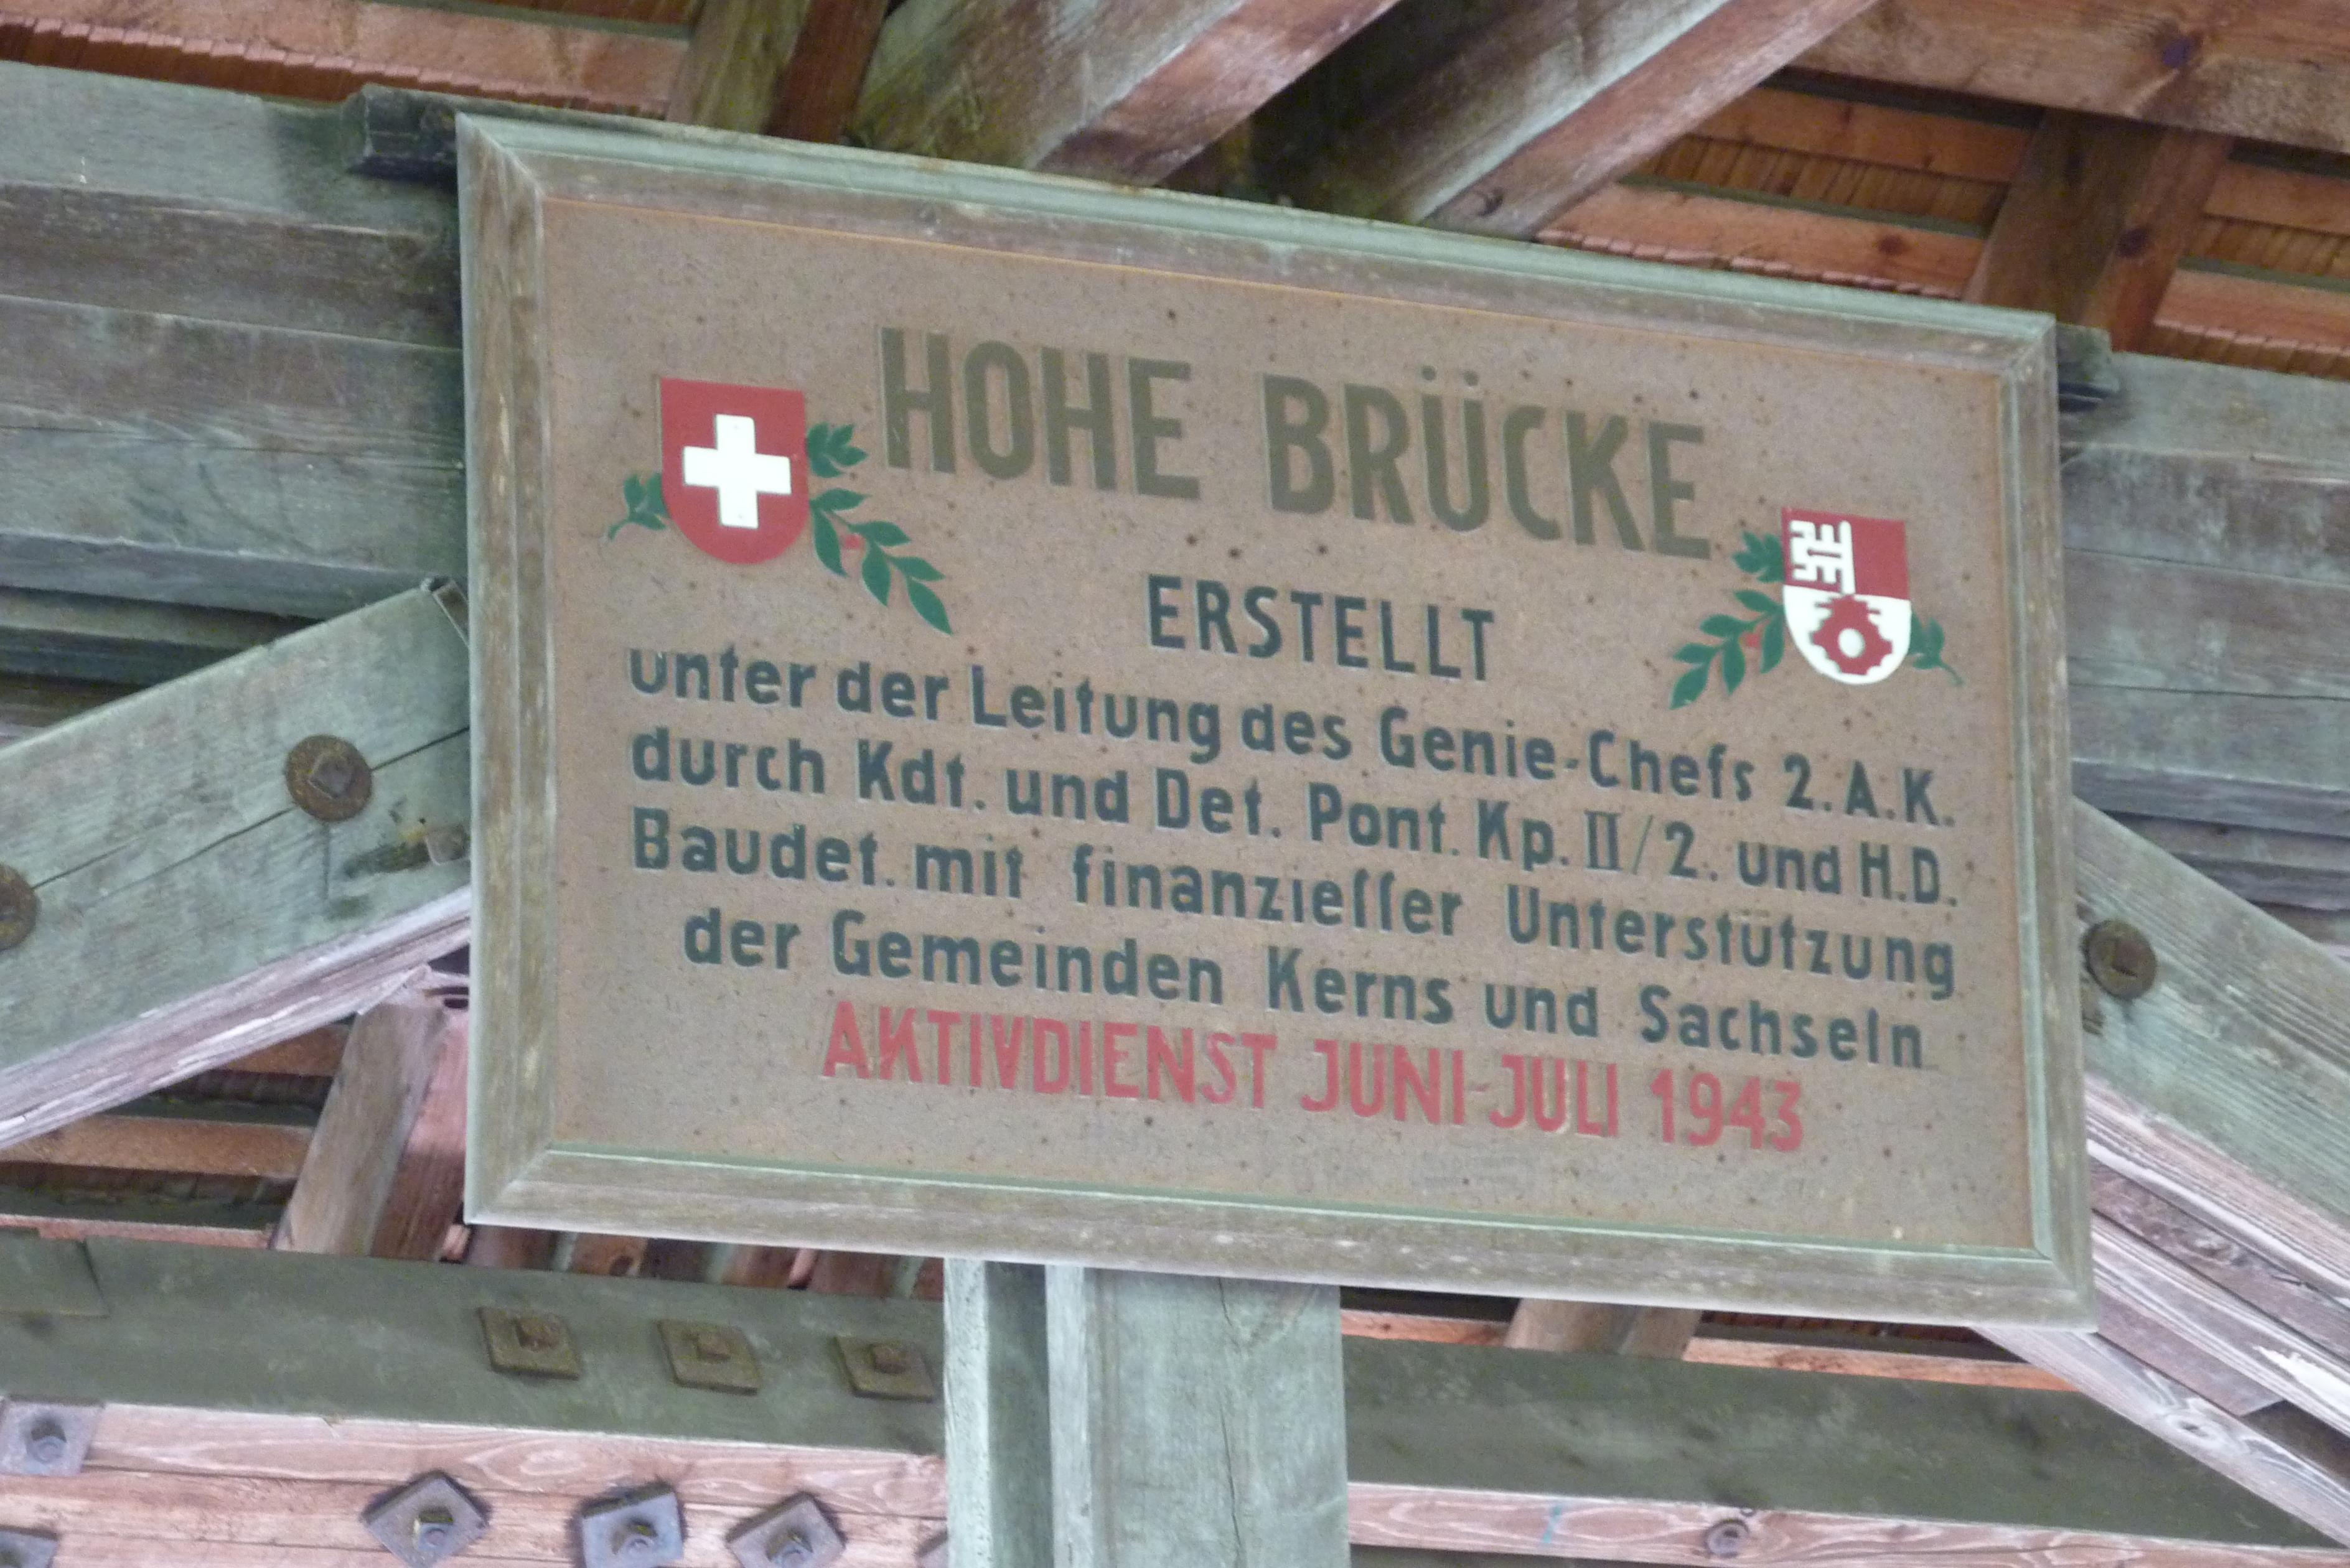 HOHE BRÜCKE
ERSTELLT
unter der Leitung des Genie-Chefs 2.A.K.
durch Kdt. und Det. Pont. Kp. II/2. und H.D.
Baudet. mit finanzieller Unterstützung
der Gemeinden Kerns und Sachseln
AKTIVDIENST JUNI-JULI 1943